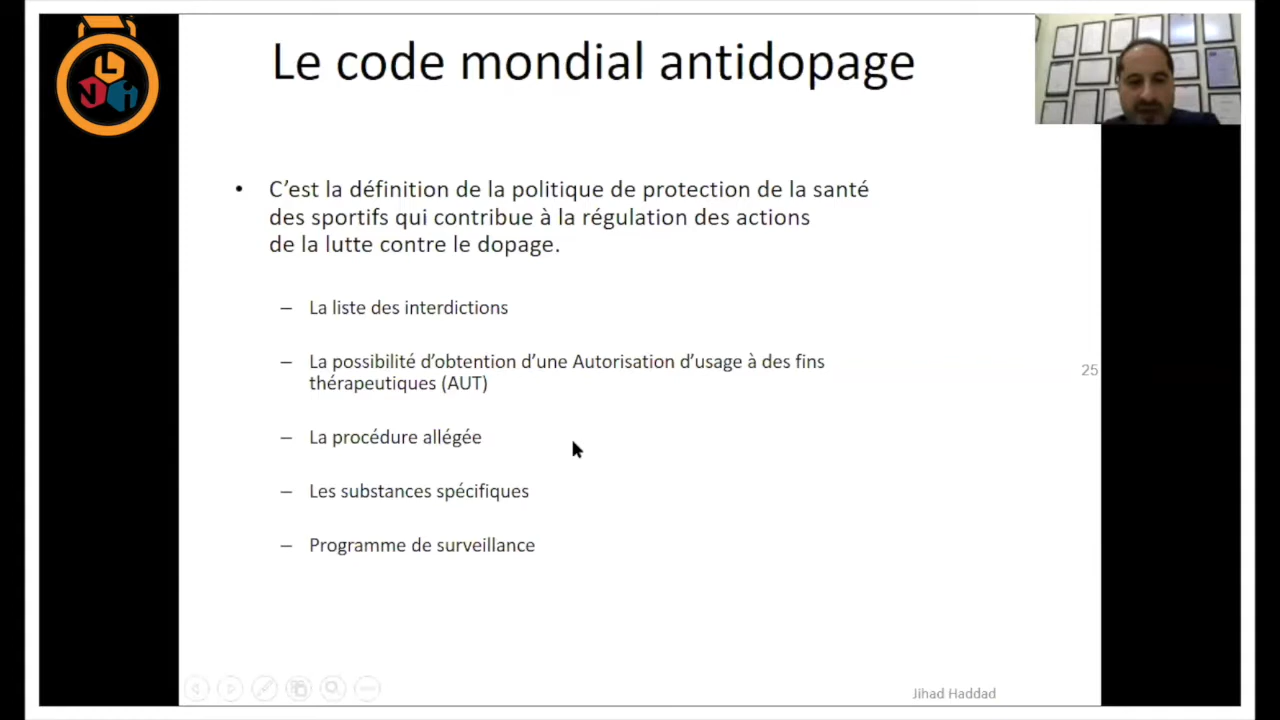 Le code mondial antidopage
L
J
i
• C’est la définition de la politique de protection de la santé
des sportifs qui contribue à la régulation des actions
de la lutte contre le dopage.
– La liste des interdictions
– La possibilité d’obtention d’une Autorisation d’usage à des fins
thérapeutiques (AUT)
25
– La procédure allégée
– Les substances spécifiques
– Programme de surveillance
Jihad Haddad